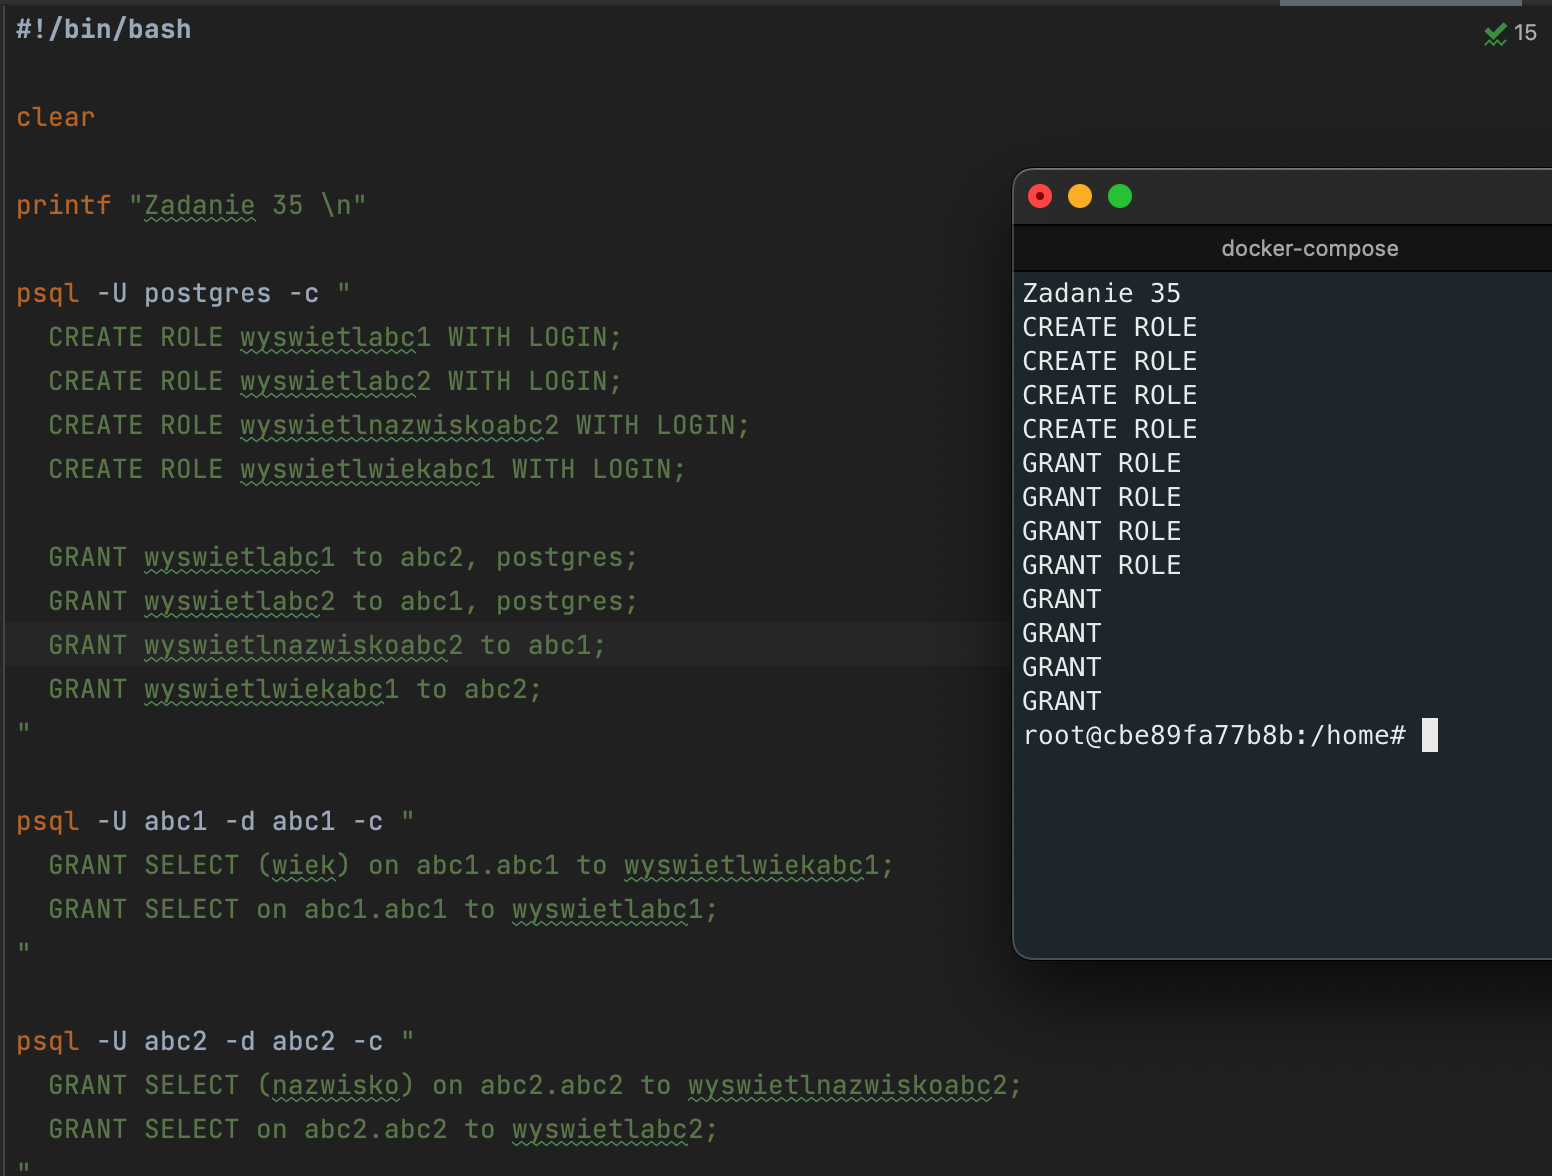 #!/bin/bash
15
clear
printf "Zadanie 35 \n"
psql -U postgres -c "
CREATE ROLE wyswietlabc1 WITH LOGIN;
CREATE ROLE wyswietlabc2 WITH LOGIN;
CREATE ROLE wyswietlnazwiskoabc2 WITH LOGIN;
CREATE ROLE wyswietlwiekabc1 WITH LOGIN;
GRANT wyswietlabc1 to abc2, postgres;
GRANT wyswietlabc2 to abc1, postgres;
GRANT wyswietlnazwiskoabc2 to abc1;
GRANT wyswietlwiekabc1 to abc2;
"
psql -U abc1 -d abc1 -c "
GRANT SELECT (wiek) on abc1.abc1 to wyswietlwiekabc1;
GRANT SELECT on abc1.abc1 to wyswietlabc1;
"
psql -U abc2 -d abc2 -c "
GRANT SELECT (nazwisko) on abc2.abc2 to wyswietlnazwiskoabc2;
GRANT SELECT on abc2.abc2 to wyswietlabc2;
"
docker-compose
Zadanie 35
CREATE ROLE
CREATE ROLE
CREATE ROLE
CREATE ROLE
GRANT ROLE
GRANT ROLE
GRANT ROLE
GRANT ROLE
GRANT
GRANT
GRANT
GRANT
root@cbe89fa77b8b:/home#